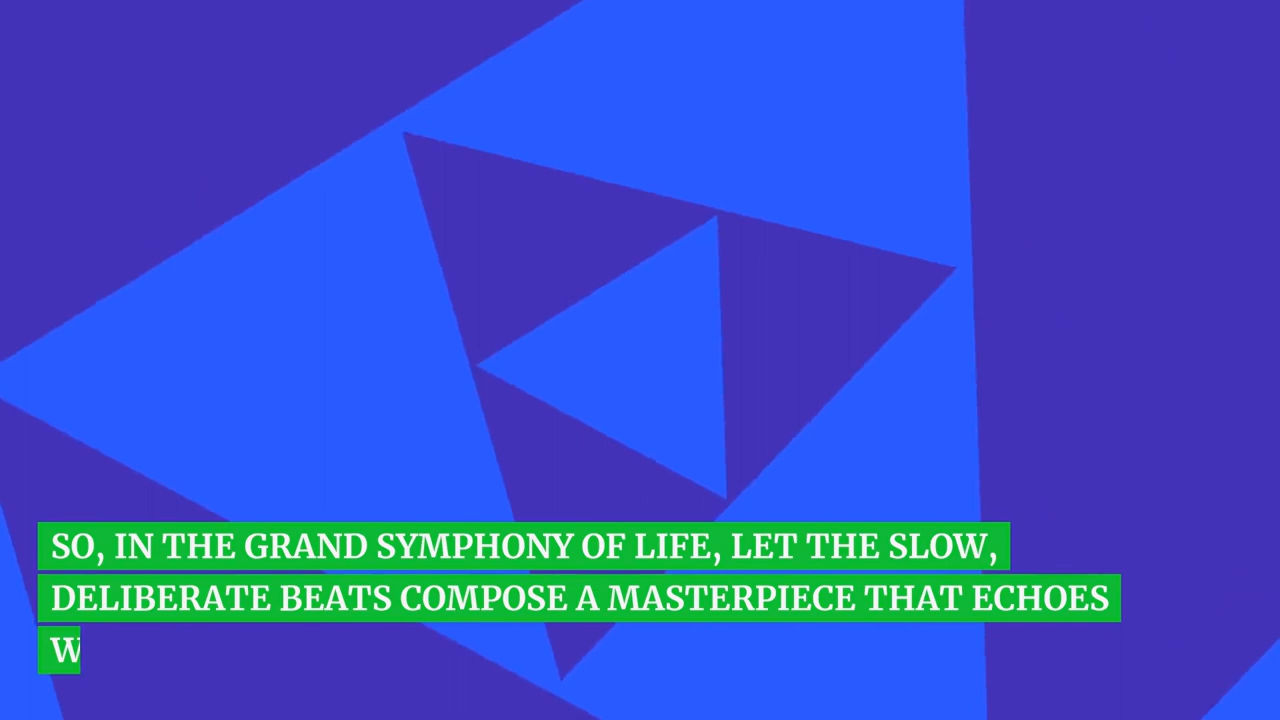 SO, IN THE GRAND SYMPHONY OF LIFE, LET THE SLOW,
DELIBERATE BEATS COMPOSE A MASTERPIECE THAT ECHOES
W